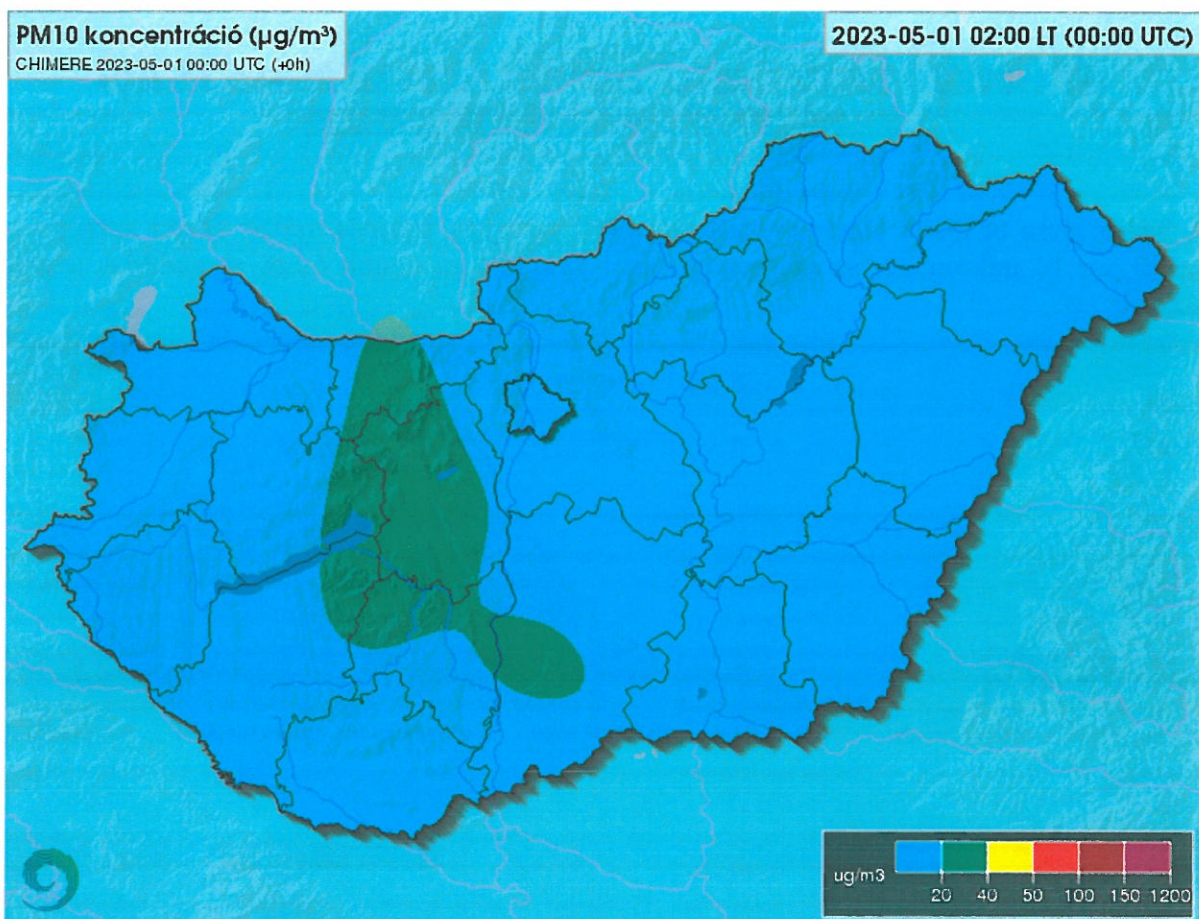 PM10 koncentráció (µg/m³)
CHIMERE 2023-05-01 00:00 UTC (+0h)
2023-05-01 02:00 LT (00:00 UTC)
ug/m3
20 40 50 100 150 1200